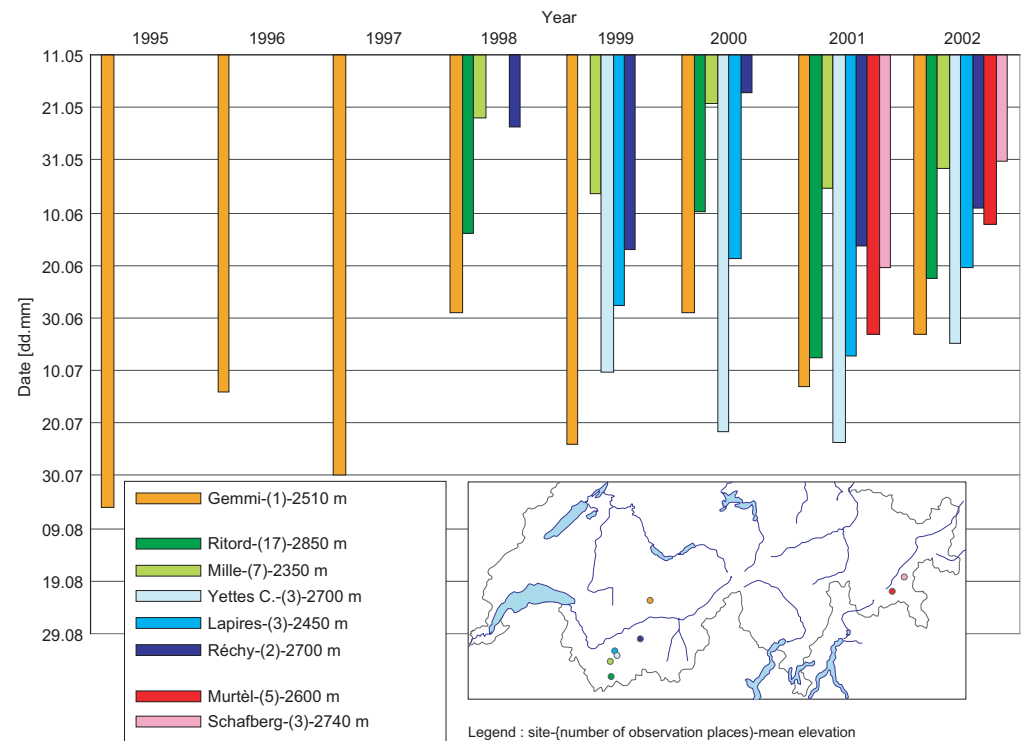 Year
1995 1996 1997 1998 1999 2000 2001 2002
Date [dd.mm]
11.05
21.05
31.05
10.06
20.06
30.06
10.07
20.07
30.07
09.08
19.08
29.08
Gemmi-(1)-2510 m
Ritord-(17)-2850 m
Mille-(7)-2350 m
Yettes C.-(3)-2700 m
Lapires-(3)-2450 m
Réchy-(2)-2700 m
Murtèl-(5)-2600 m
Schafberg-(3)-2740 m
Legend : site-{number of observation places)-mean elevation